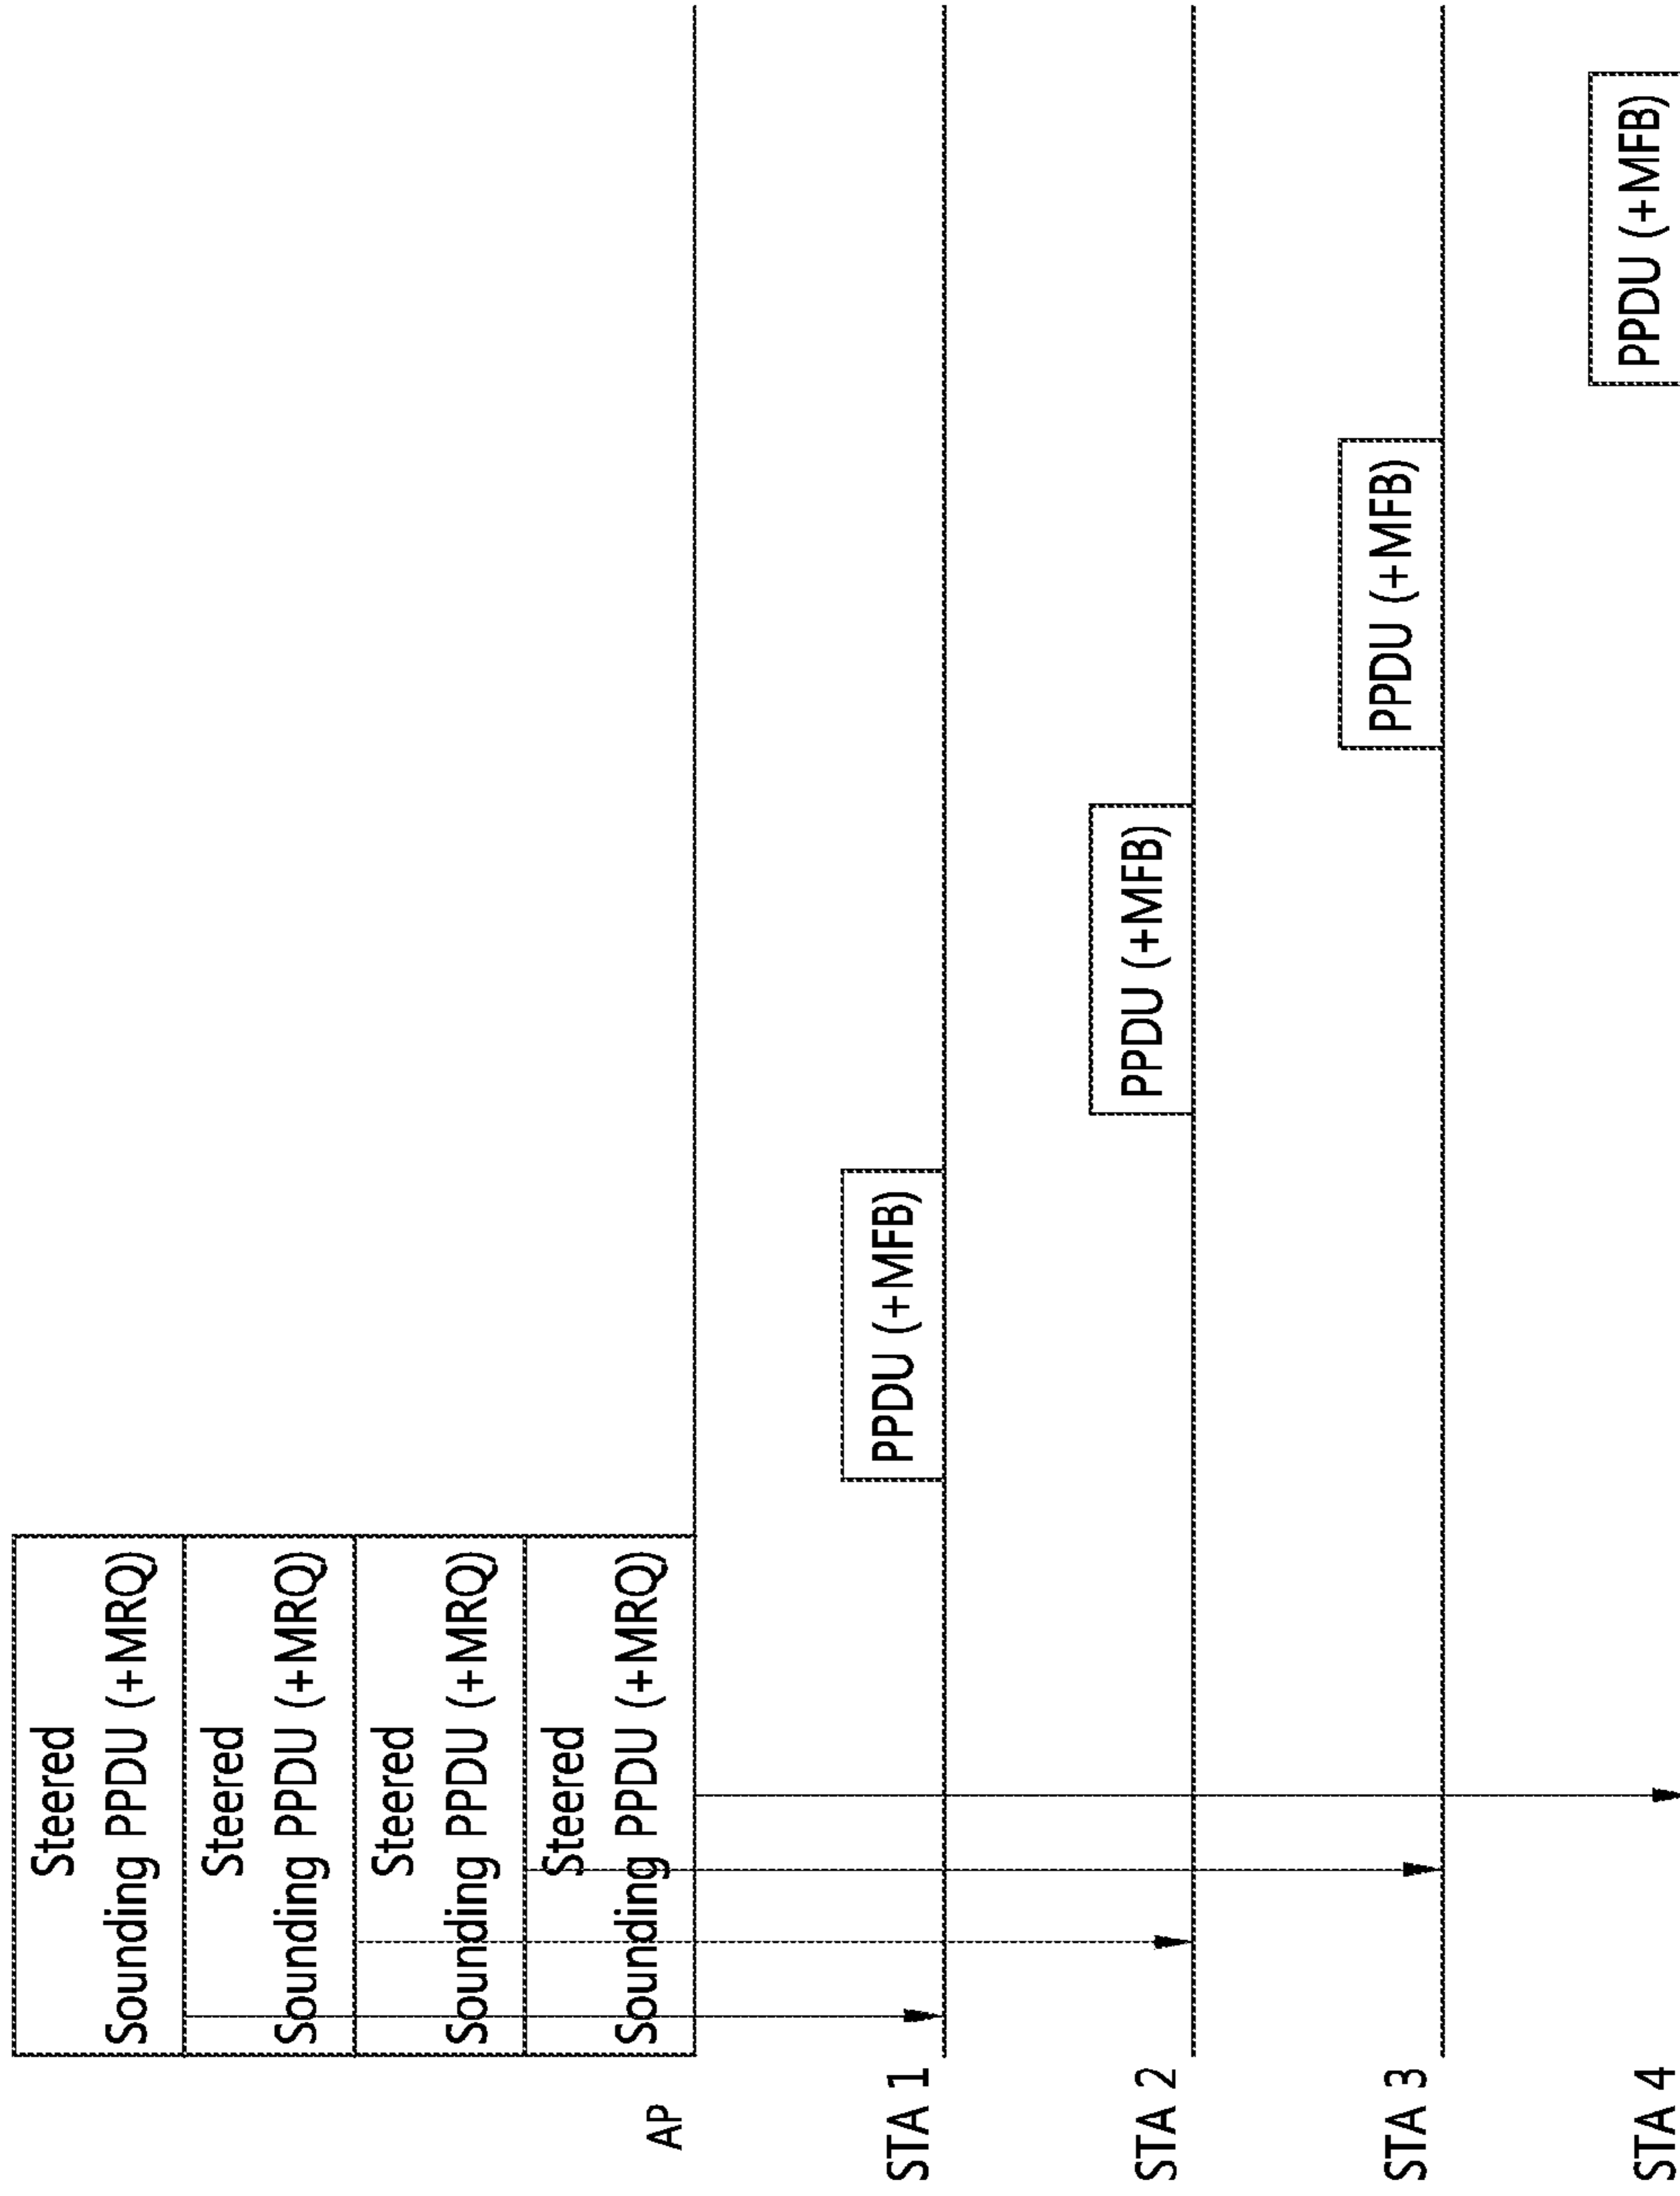 Steered
Sounding PPDU (+MRQ)
Steered
Sounding PPDU (+MRQ)
Steered
Sounding PPDU (+MRQ)
Steered
Sounding PPDU (+MRQ)
AP
STA 1
PPDU (+MFB)
STA 2
PPDU (+MFB)
STA 3
PPDU (+MFB)
STA 4
PPDU (+MFB)